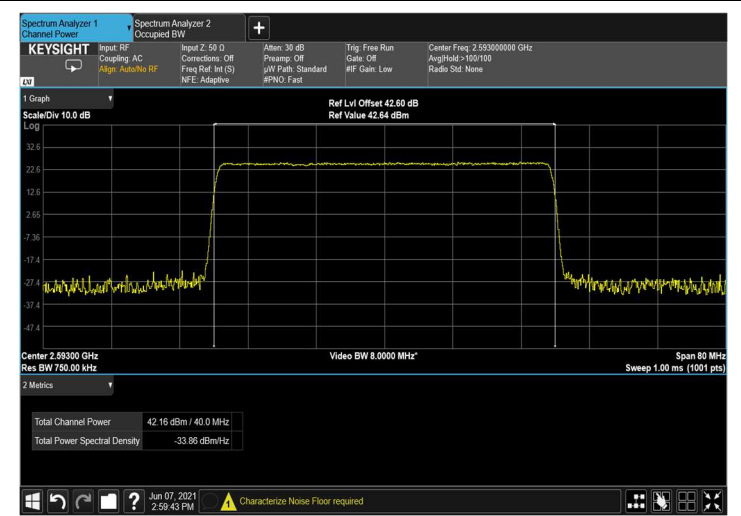 Spectrum Analyzer 1
Channel Power
Spectrum Analyzer 2
Occupied BW
+
KEYSIGHT
LXI
Input: RF
Coupling: AC
Align: Auto/No RF
Input Z: 50 Ω
Corrections: Off
Freq Ref: Int (S)
NFE: Adaptive
Atten: 30 dB
Preamp: Off
µW Path: Standard
#PNO: Fast
Trig: Free Run
Gate: Off
#IF Gain: Low
Center Freq: 2.593000000 GHz
Avg|Hold:>100/100
Radio Std: None
1 Graph
Scale/Div 10.0 dB
Ref Lvl Offset 42.60 dB
Ref Value 42.64 dBm
Log
32.6
22.6
12.6
2.65
-7.36
-17.4
-27.4
-37.4
-47.4
Center 2.59300 GHz
Res BW 750.00 kHz
Video BW 8.0000 MHz*
Span 80 MHz
Sweep 1.00 ms (1001 pts)
2 Metrics
Total Channel Power 42.16 dBm / 40.0 MHz
Total Power Spectral Density -33.86 dBm/Hz
?
Jun 07, 2021
2:59:43 PM
1
Characterize Noise Floor required